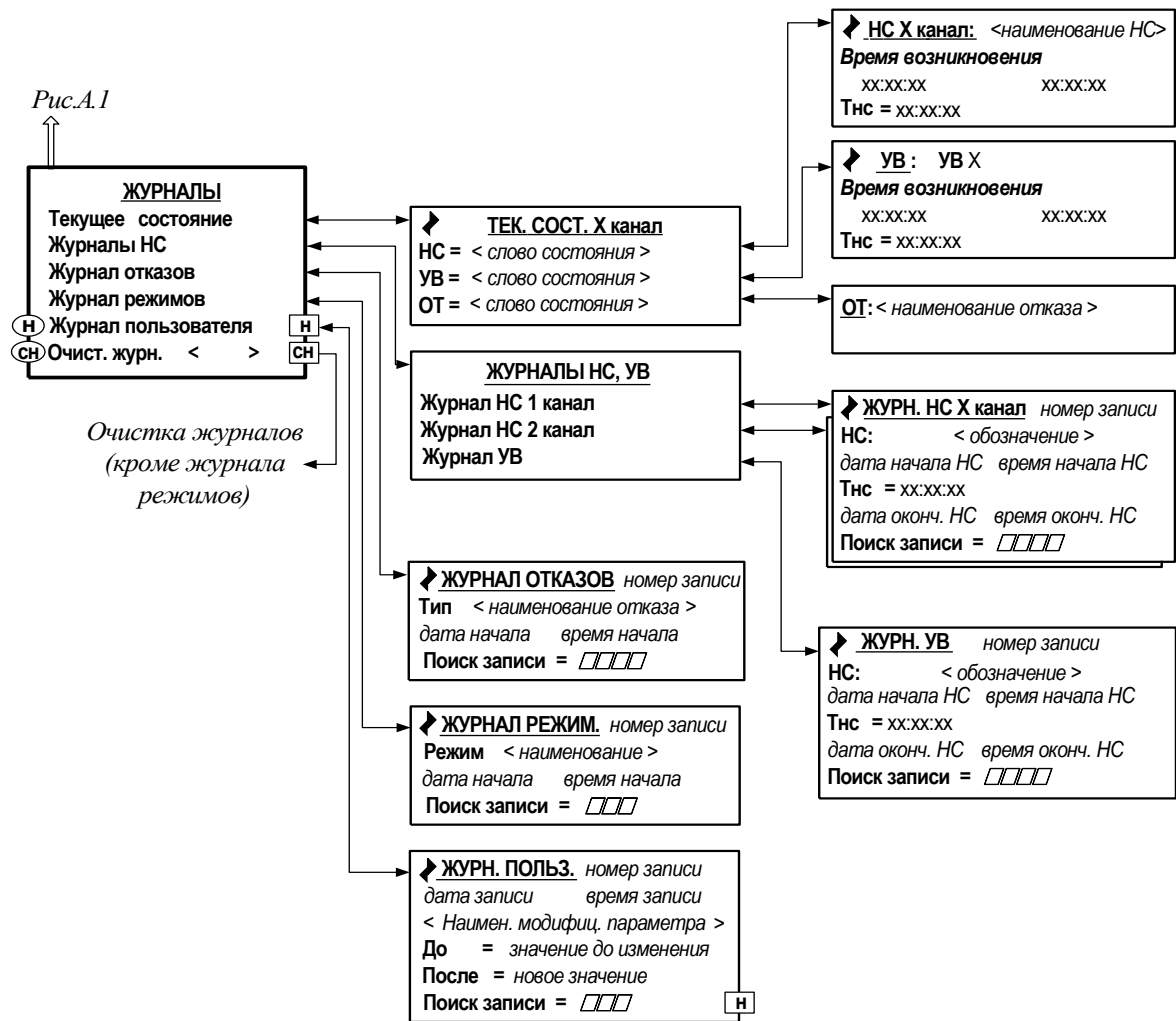 Рис.А.1
ЖУРНАЛЫ
Текущее состояние
Журналы НС
Журнал отказов
Журнал режимов
Н Журнал пользователя Н
СН Очист. журн. < > СН
Очистка журналов
(кроме журнала
режимов)
ТЕК. СОСТ. X канал
НС = < слово состояния >
УВ = < слово состояния >
ОТ = < слово состояния >
ЖУРНАЛЫ НС, УВ
Журнал НС 1 канал
Журнал НС 2 канал
Журнал УВ
ЖУРНАЛ ОТКАЗОВ номер записи
Тип < наименование отказа >
дата начала время начала
Поиск записи =
ЖУРНАЛ РЕЖИМ. номер записи
Режим < наименование >
дата начала время начала
Поиск записи =
ЖУРН. ПОЛЬЗ. номер записи
дата записи время записи
< Наимен. модифиц. параметра >
До = значение до изменения
После = новое значение
Поиск записи = Н
НС X канал: <наименование НС>
Время возникновения
xx:xx:xx xx:xx:xx
Тнс = xx:xx:xx
УВ : УВ X
Время возникновения
xx:xx:xx xx:xx:xx
Тнс = xx:xx:xx
ОТ: < наименование отказа >
ЖУРН. НС X канал номер записи
НС: < обозначение >
дата начала НС время начала НС
Тнс = xx:xx:xx
дата оконч. НС время оконч. НС
Поиск записи =
ЖУРН. УВ номер записи
НС: < обозначение >
дата начала НС время начала НС
Тнс = xx:xx:xx
дата оконч. НС время оконч. НС
Поиск записи =